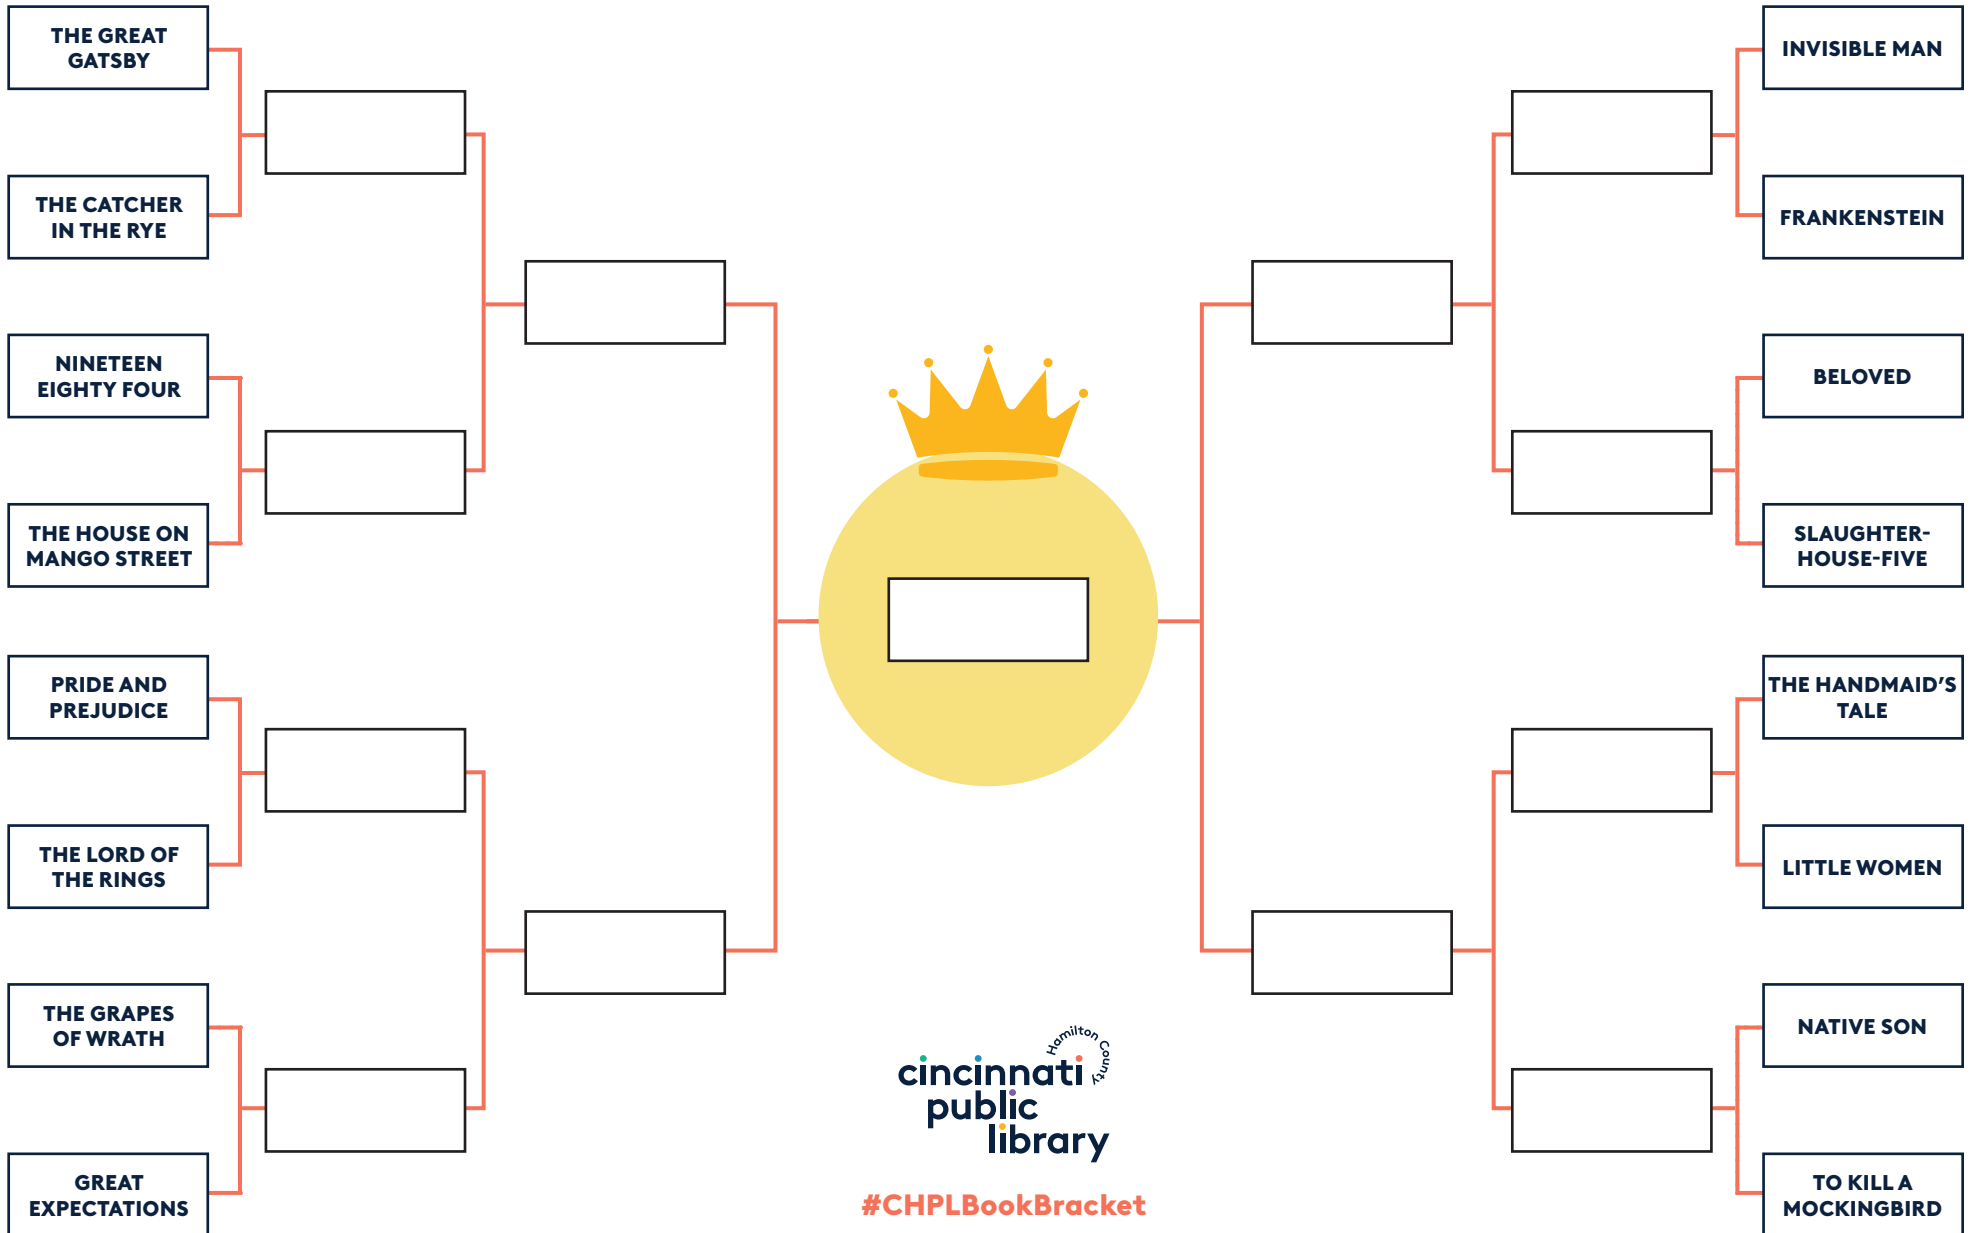 THE GREAT
GATSBY
THE CATCHER
IN THE RYE
NINETEEN
EIGHTY FOUR
THE HOUSE ON
MANGO STREET
PRIDE AND
PREJUDICE
THE LORD OF
THE RINGS
THE GRAPES
OF WRATH
GREAT
EXPECTATIONS
Hamilton County
cincinnati
public
library
#CHPLBookBracket
INVISIBLE MAN
FRANKENSTEIN
BELOVED
SLAUGHTER-
HOUSE-FIVE
THE HANDMAID'S
TALE
LITTLE WOMEN
NATIVE SON
TO KILL A
MOCKINGBIRD